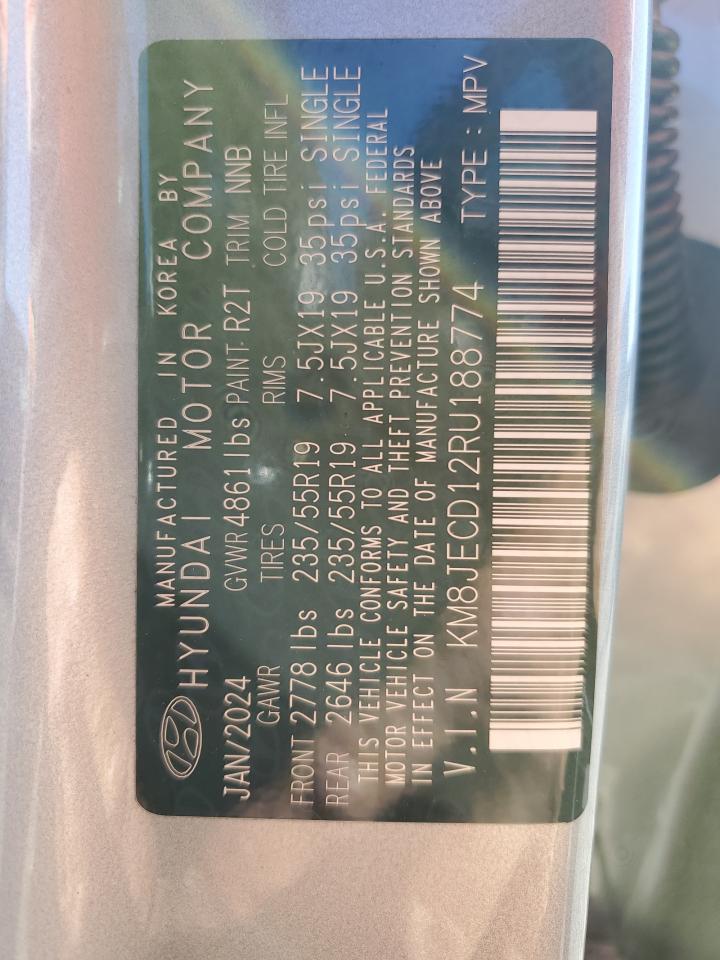 MANUFACTURED IN KOREA BY
HYUNDAI MOTOR COMPANY
JAN/2024 GVWR 4861 lbs PAINT R2T TRIM NNB
GAWR TIRES RIMS COLD TIRE INFL
FRONT 2778 lbs 235/55R19 7.5JX19 35psi SINGLE
REAR 2646 lbs 235/55R19 7.5JX19 35psi SINGLE
THIS VEHICLE CONFORMS TO ALL APPLICABLE U.S.A. FEDERAL
MOTOR VEHICLE SAFETY AND THEFT PREVENTION STANDARDS
IN EFFECT ON THE DATE OF MANUFACTURE SHOWN ABOVE
V.I.N KM8JECD12RU188774 TYPE : MPV